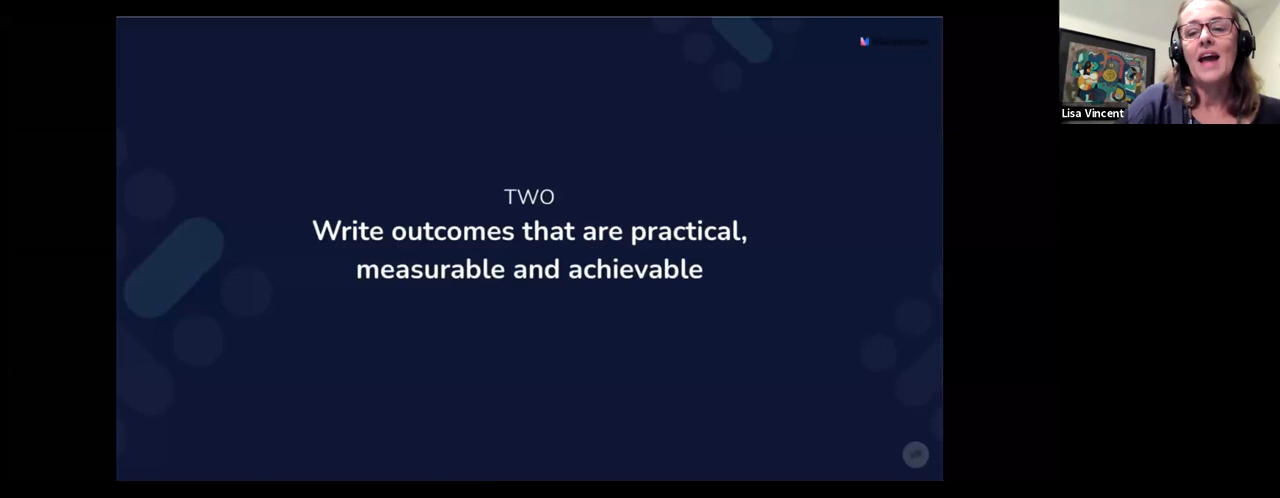 TWO
Write outcomes that are practical,
measurable and achievable
Lisa Vincent